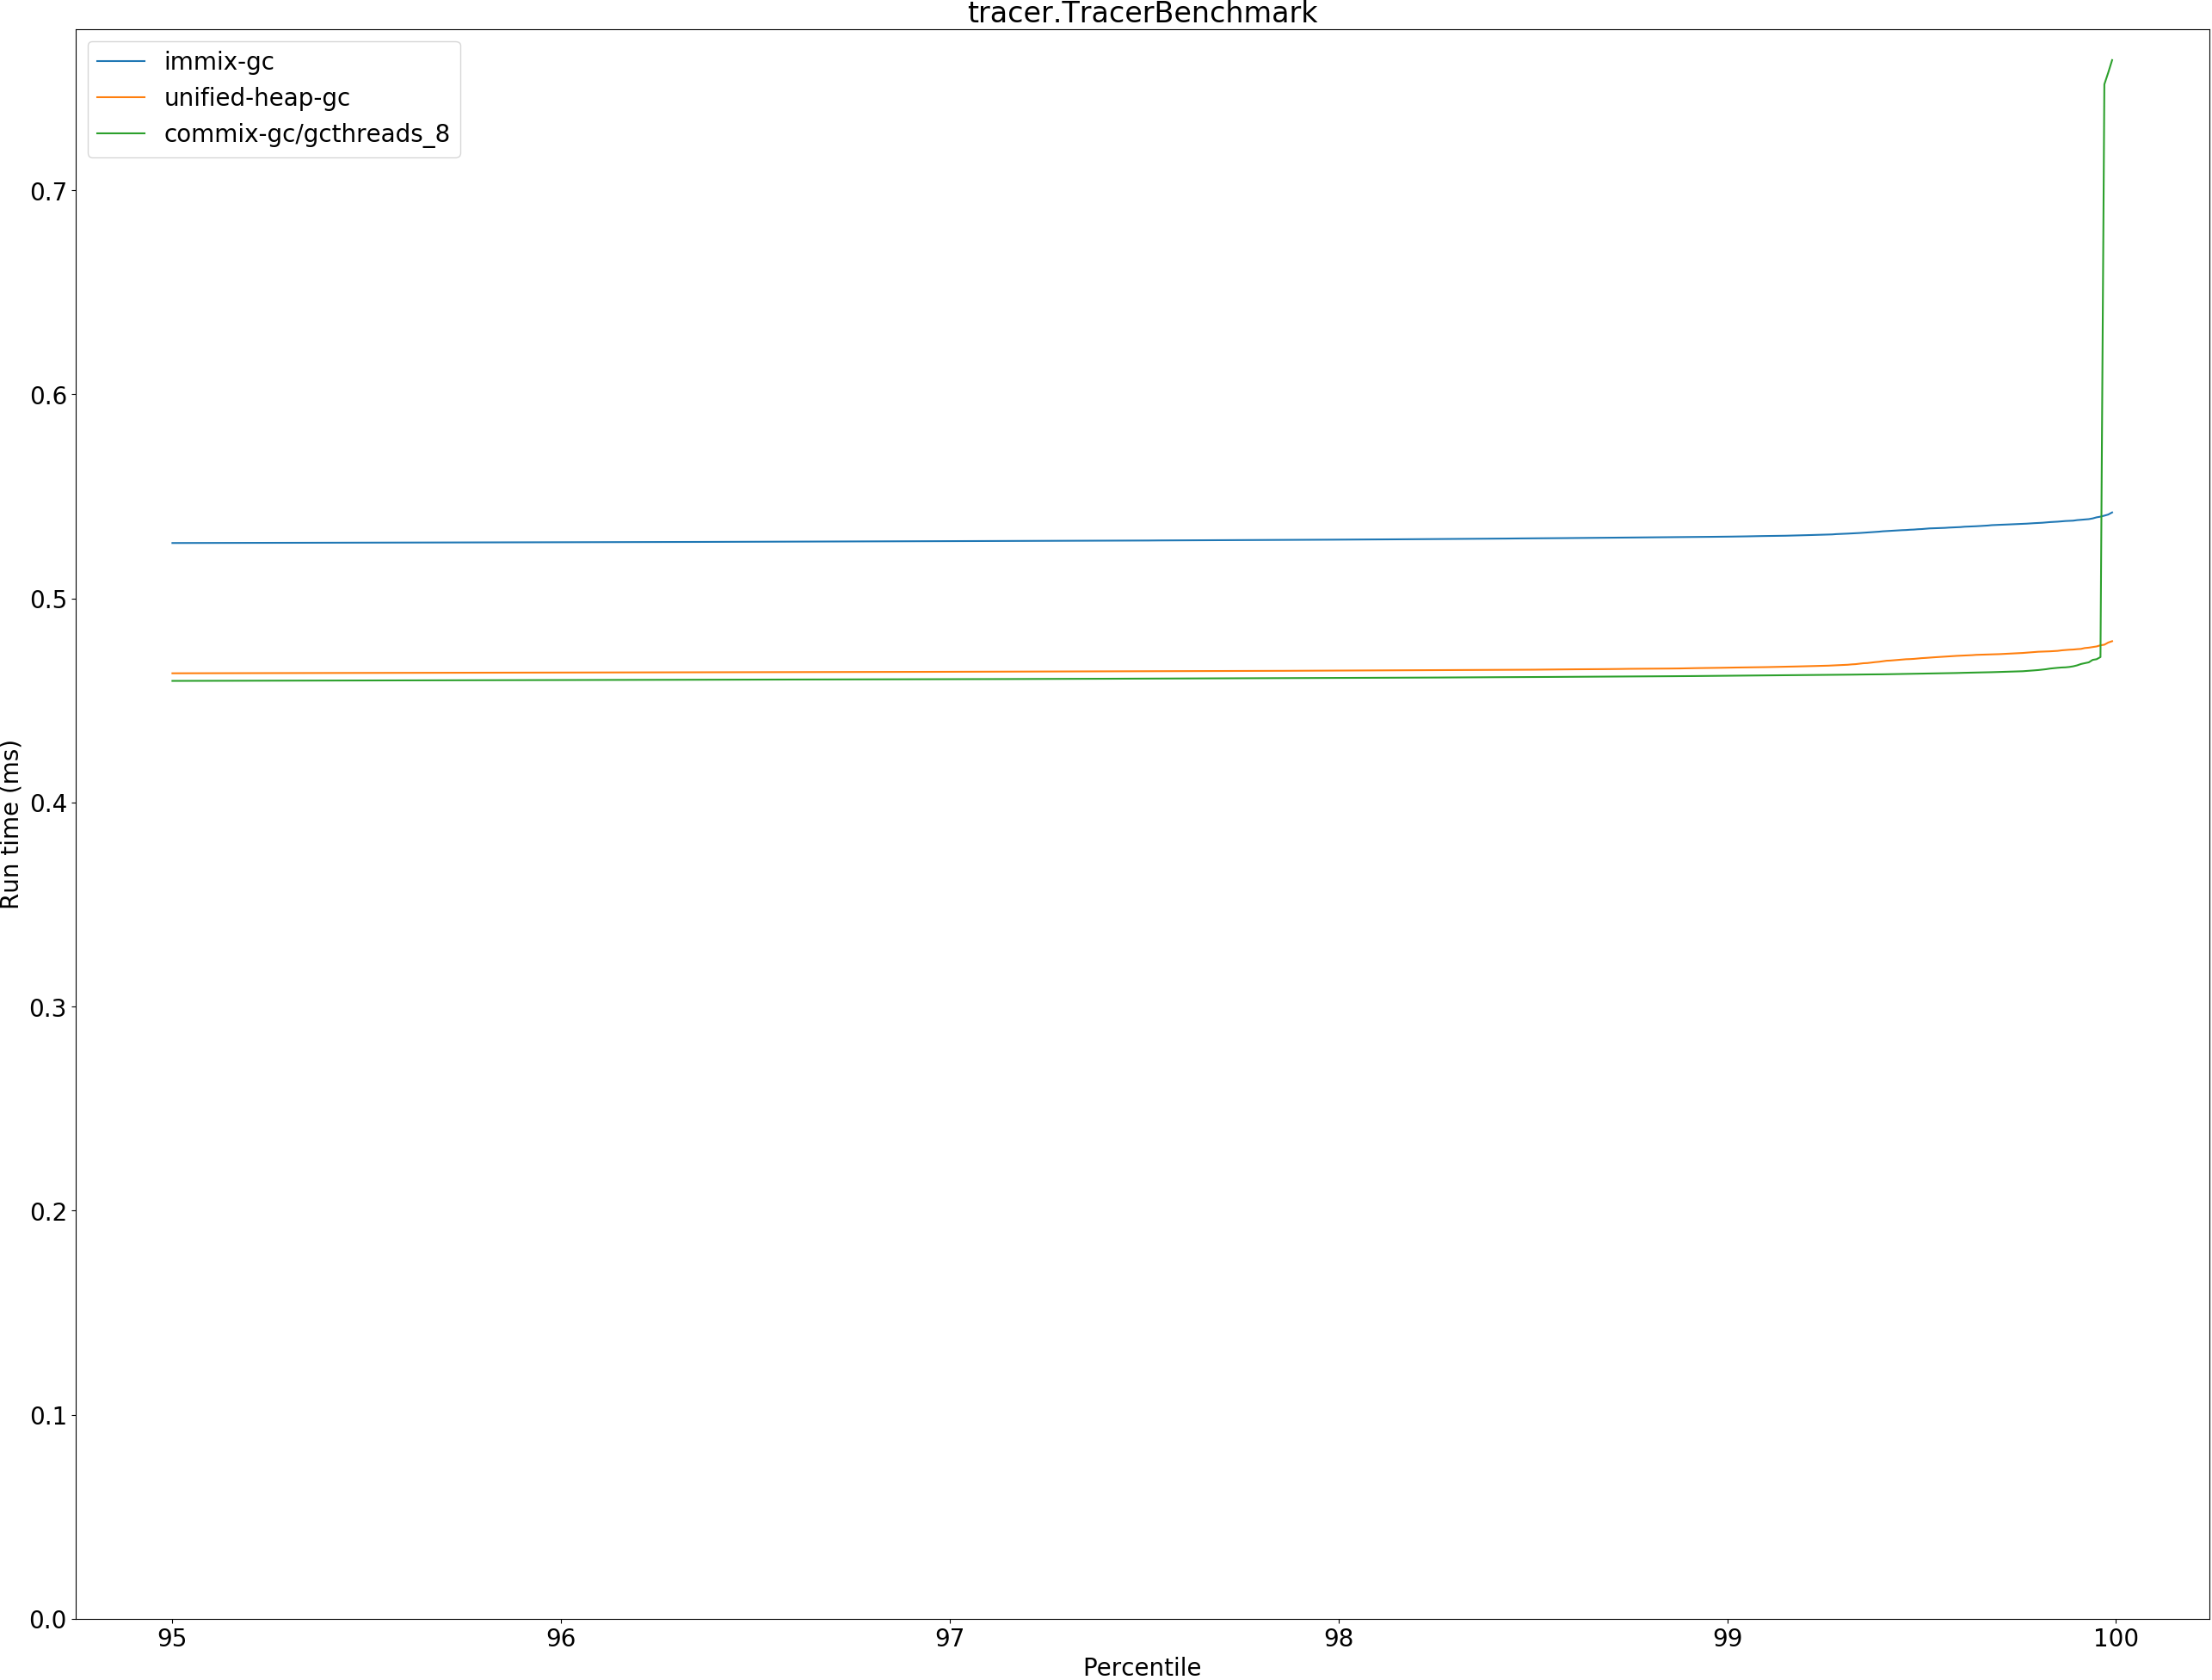 tracer.TracerBenchmark
immix-gc
unified-heap-gc
commix-gc/gcthreads_8
0.7
0.6
0.5
0.4
0.3
0.2
0.1
0.0
Run time (ms)
95 96 97 98 99 100
Percentile